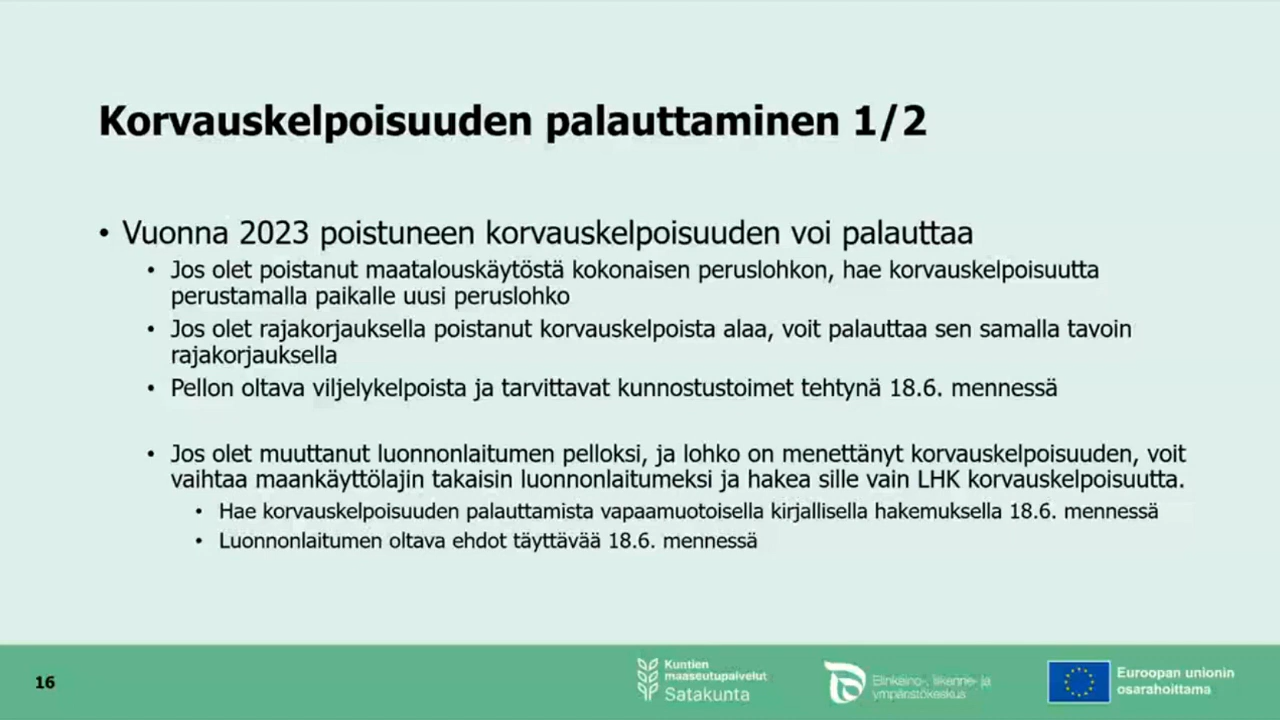 Korvauskelpoisuuden palauttaminen 1/2
• Vuonna 2023 poistuneen korvauskelpoisuuden voi palauttaa
• Jos olet poistanut maatalouskäytöstä kokonaisen peruslohkon, hae korvauskelpoisuutta
perustamalla paikalle uusi peruslohko
• Jos olet rajakorjauksella poistanut korvauskelpoista alaa, voit palauttaa sen samalla tavoin
rajakorjauksella
• Pellon oltava viljelykelpoista ja tarvittavat kunnostustoimet tehtynä 18.6. mennessä
• Jos olet muuttanut luonnonlaitumen pelloksi, ja lohko on menettänyt korvauskelpoisuuden, voit
vaihtaa maankäyttölajin takaisin luonnonlaitumeksi ja hakea sille vain LHK korvauskelpoisuutta.
• Hae korvauskelpoisuuden palauttamista vapaamuotoisella kirjallisella hakemuksella 18.6. mennessä
• Luonnonlaitumen oltava ehdot täyttävää 18.6. mennessä
16
Kuntien
maaseutupalvelut
Satakunta
Elinkeino-, liikenne- ja
ympäristökeskus
Euroopan unionin
osarahoittama